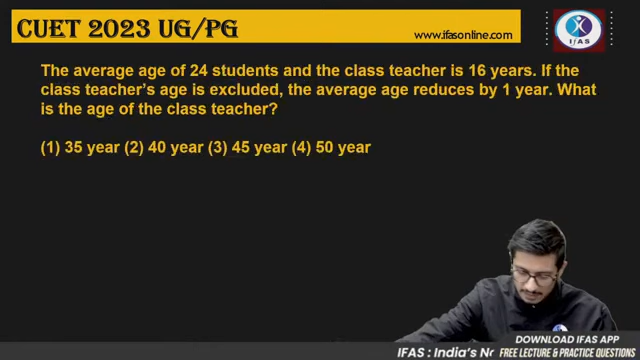 CUET 2023 UG/PG
www.ifasonline.com
IFAS
The average age of 24 students and the class teacher is 16 years. If the
class teacher's age is excluded, the average age reduces by 1 year. What
is the age of the class teacher?
(1) 35 year (2) 40 year (3) 45 year (4) 50 year
DOWNLOAD IFAS APP
IFAS : India's Nr FREE LECTURE & PRACTICE QUESTIONS